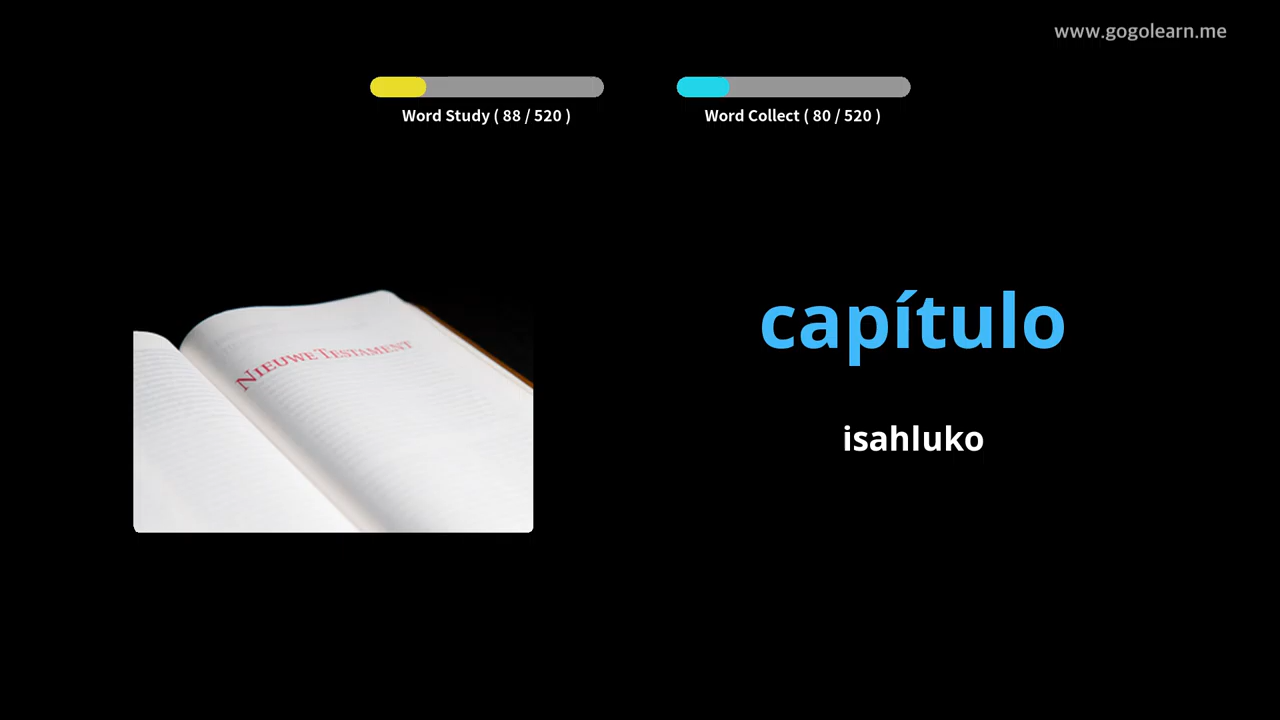 www.gogolearn.me
Word Study ( 88 / 520 )
Word Collect ( 80 / 520 )
NIEUWE TESTAMENT
capítulo
isahluko